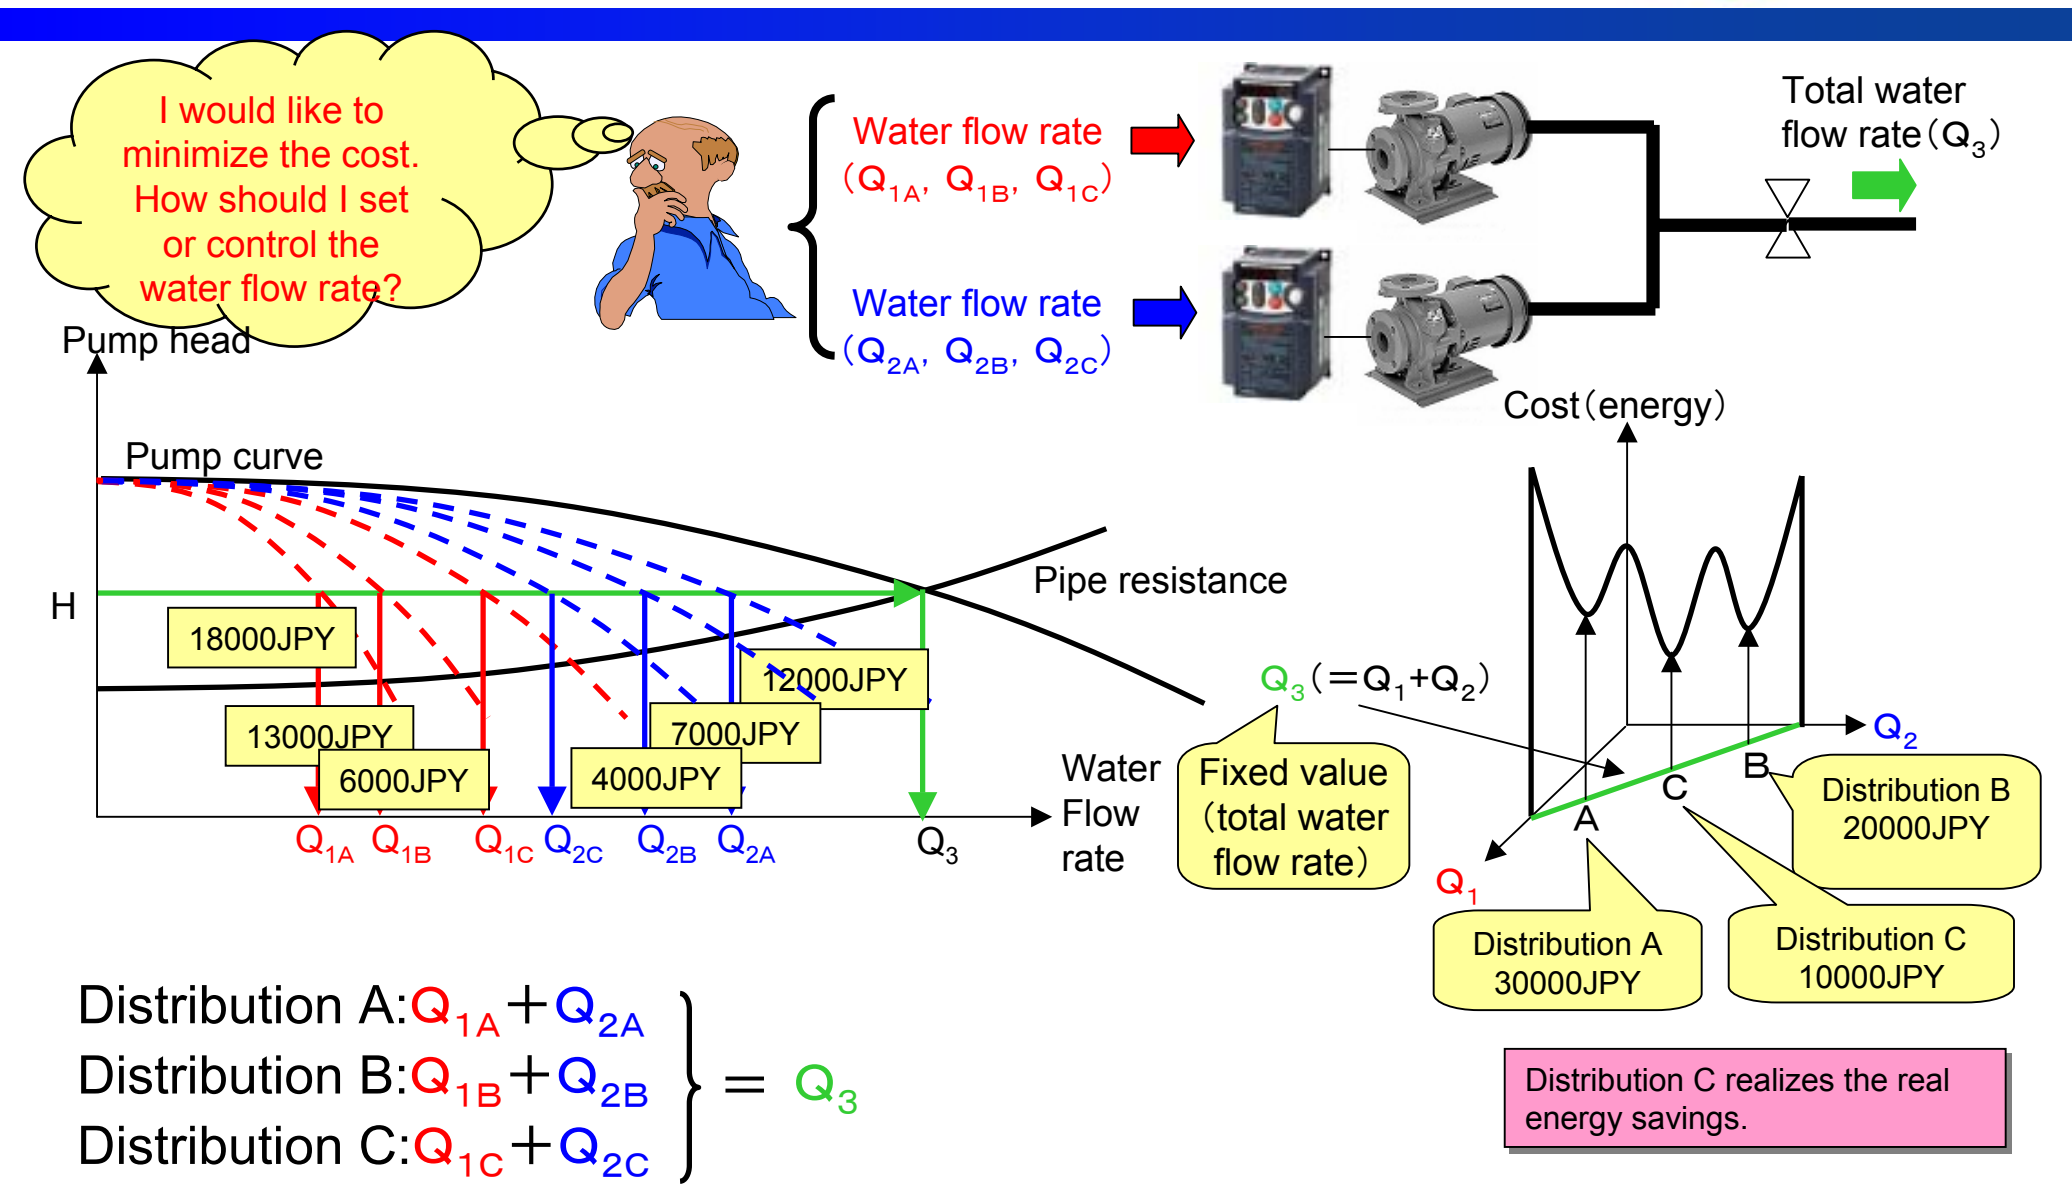 I would like to
minimize the cost.
How should I set
or control the
water flow rate?
Water flow rate
(Q1A, Q1B, Q1C)
Water flow rate
(Q2A, Q2B, Q2C)
Total water
flow rate(Q3)
Pump head
Pump curve
H
Pipe resistance
18000JPY
13000JPY
6000JPY
4000JPY
7000JPY
12000JPY
Q1A
Q1B
Q1C
Q2C
Q2B
Q2A
Q3
Water
Flow
rate
Cost(energy)
Q3(=Q1+Q2)
Fixed value
(total water
flow rate)
Q2
Q1
A
C
B
Distribution B
20000JPY
Distribution A
30000JPY
Distribution C
10000JPY
Distribution A:Q1A+Q2A
Distribution B:Q1B+Q2B
Distribution C:Q1C+Q2C
= Q3
Distribution C realizes the real
energy savings.